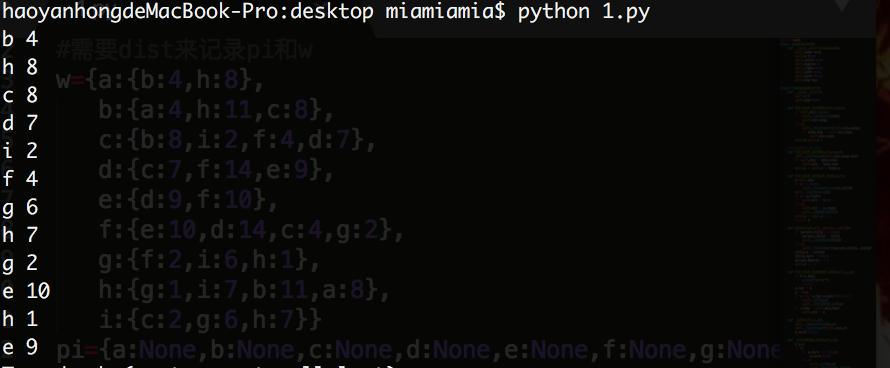 haoyanhongdeMacBook-Pro:desktop miamiamia$ python 1.py
b 4
h 8
c 8
d 7
i 2
f 4
g 6
h 7
g 2
e 10
h 1
e 9
#需要dist来记录pi和w
w={a:{b:4,h:8},
b:{a:4,h:11,c:8},
c:{b:8,i:2,f:4,d:7},
d:{c:7,f:14,e:9},
e:{d:9,f:10},
f:{e:10,d:14,c:4,g:2},
g:{f:2,i:6,h:1},
h:{g:1,i:7,b:11,a:8},
i:{c:2,g:6,h:7}}
pi={a:None,b:None,c:None,d:None,e:None,f:None,g:None